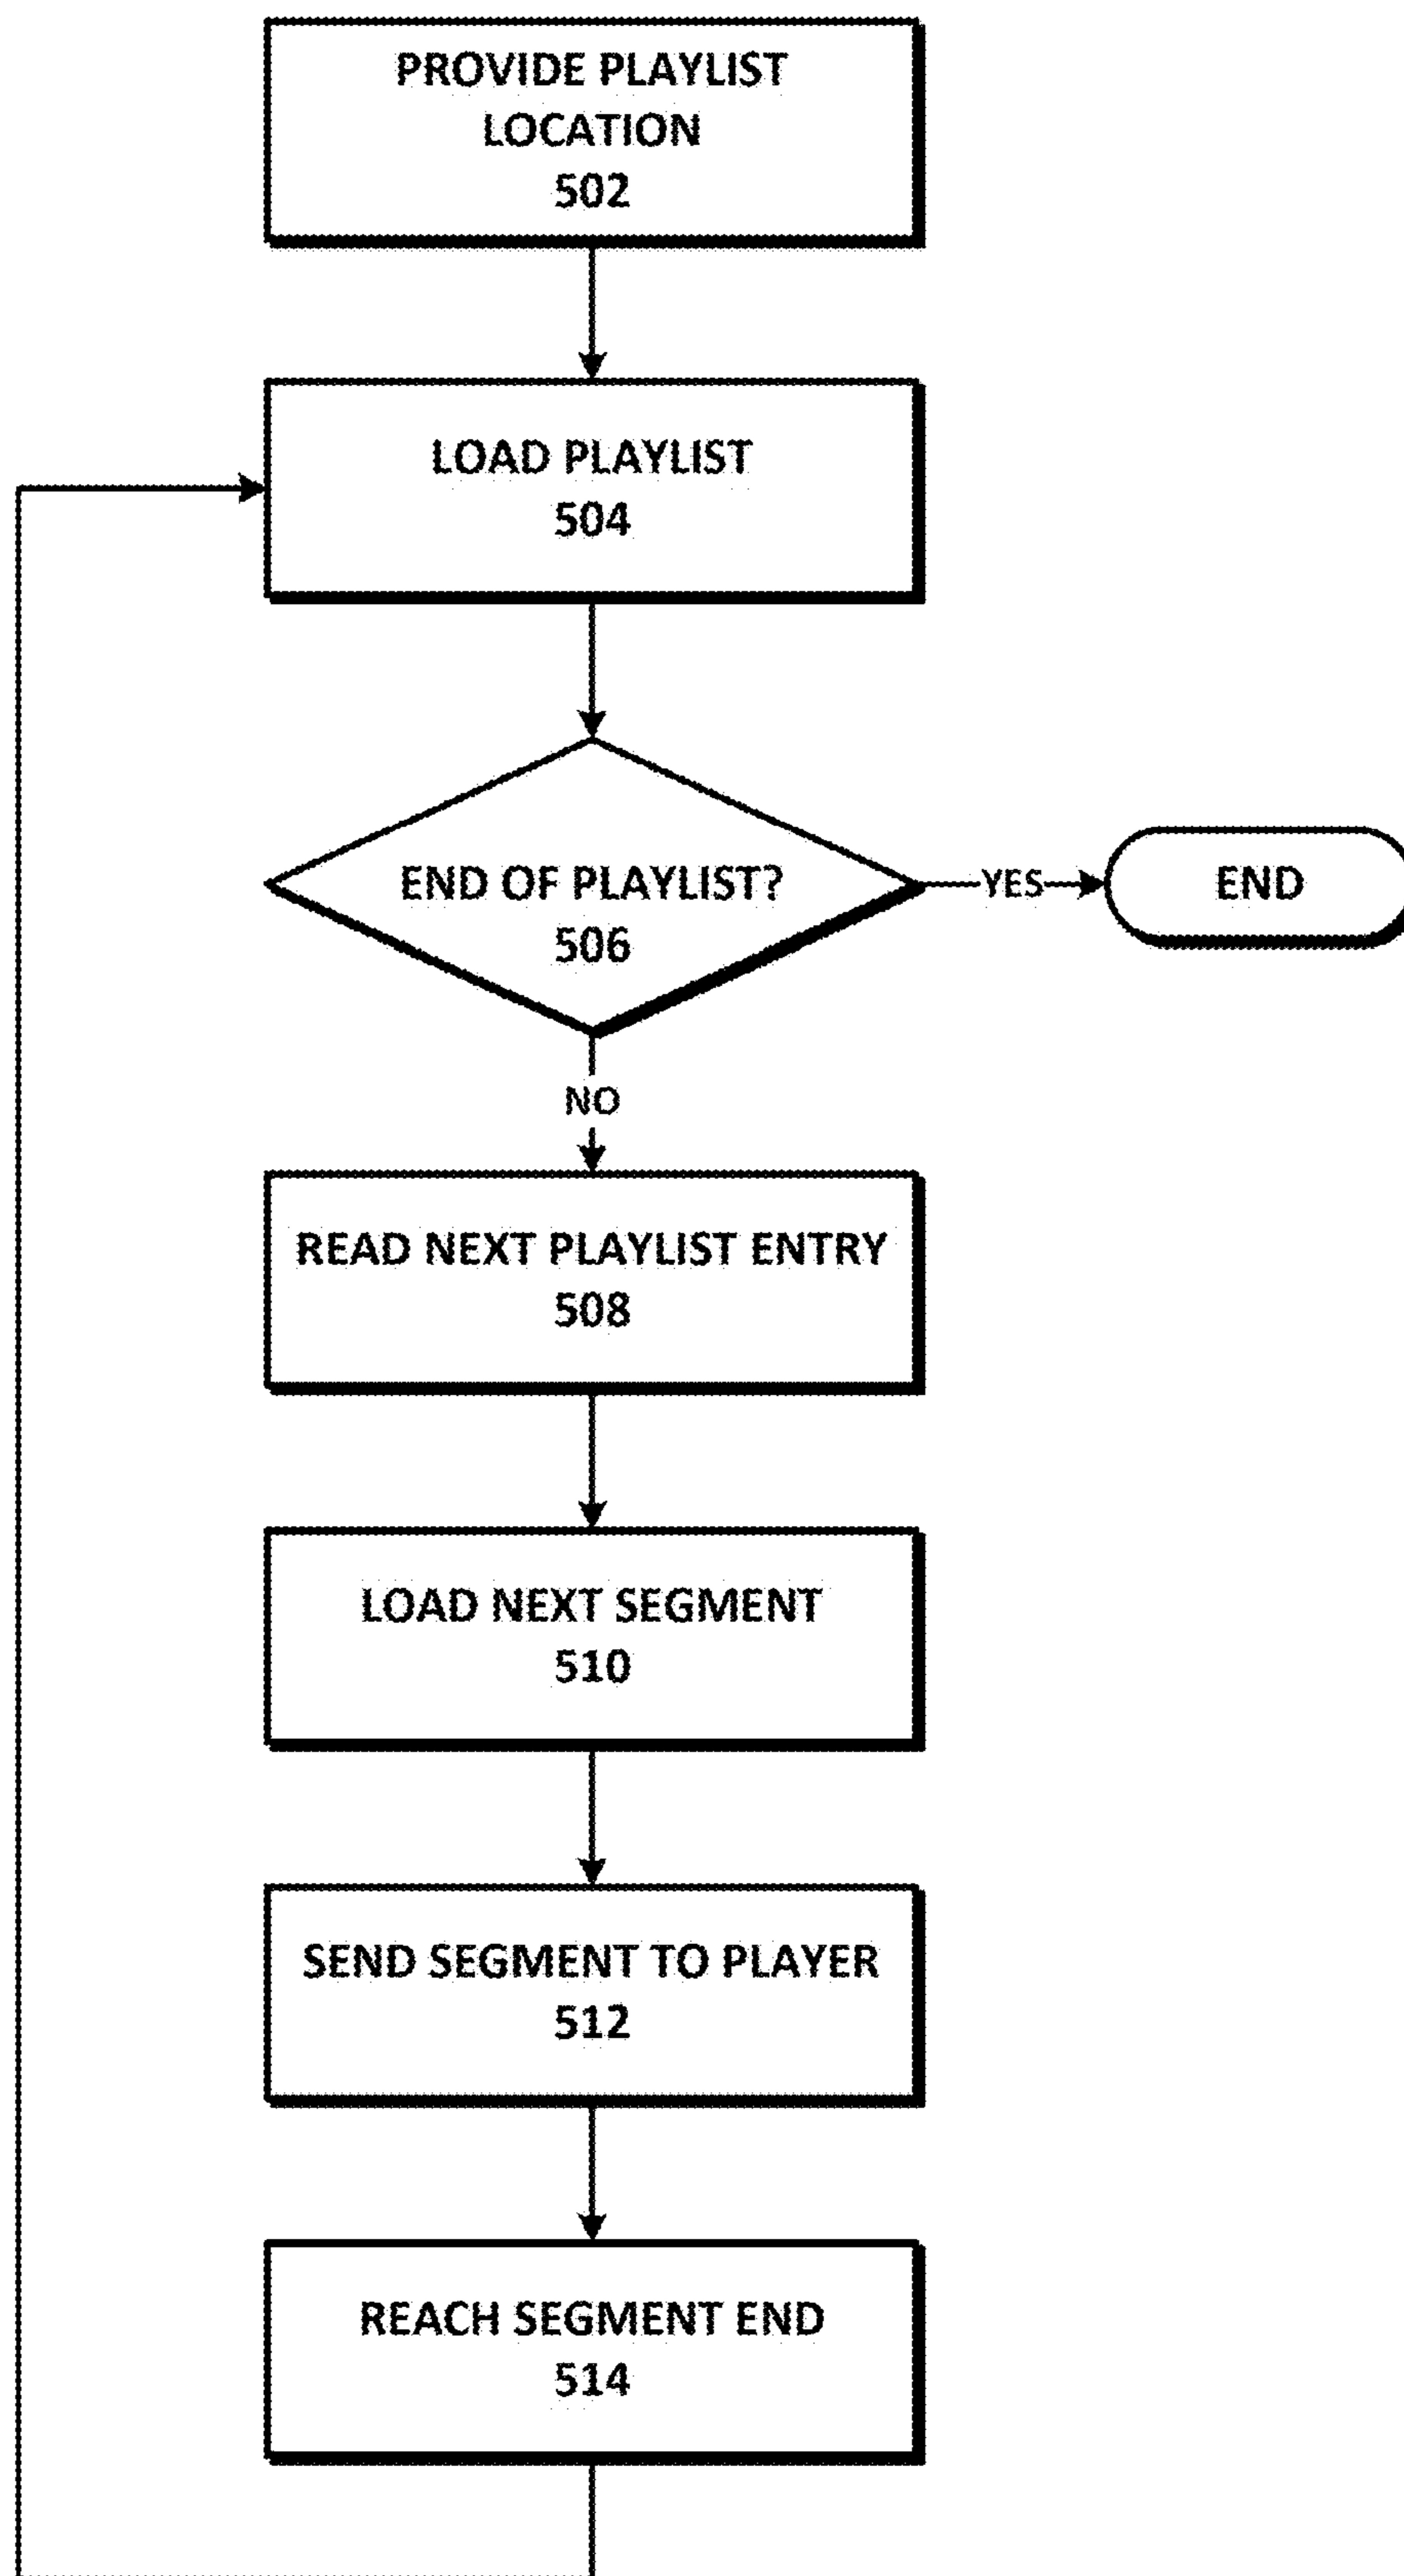 PROVIDE PLAYLIST
LOCATION
502
LOAD PLAYLIST
504
END OF PLAYLIST?
506
YES
END
NO
READ NEXT PLAYLIST ENTRY
508
LOAD NEXT SEGMENT
510
SEND SEGMENT TO PLAYER
512
REACH SEGMENT END
514